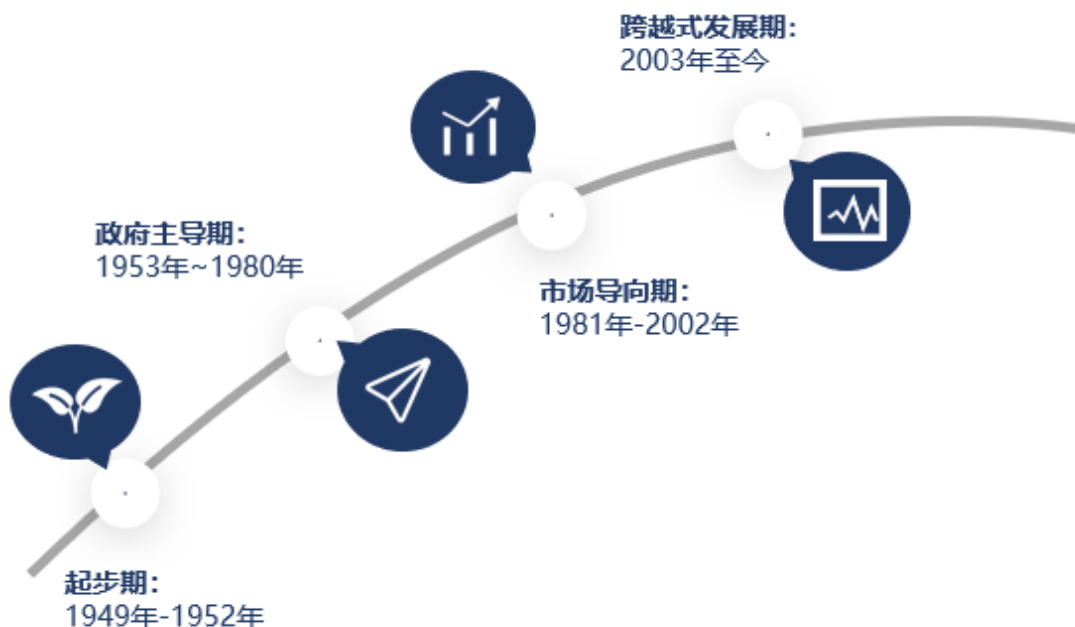 跨越式发展期：
2003年至今
政府主导期：
1953年~1980年
市场导向期：
1981年-2002年
起步期：
1949年-1952年